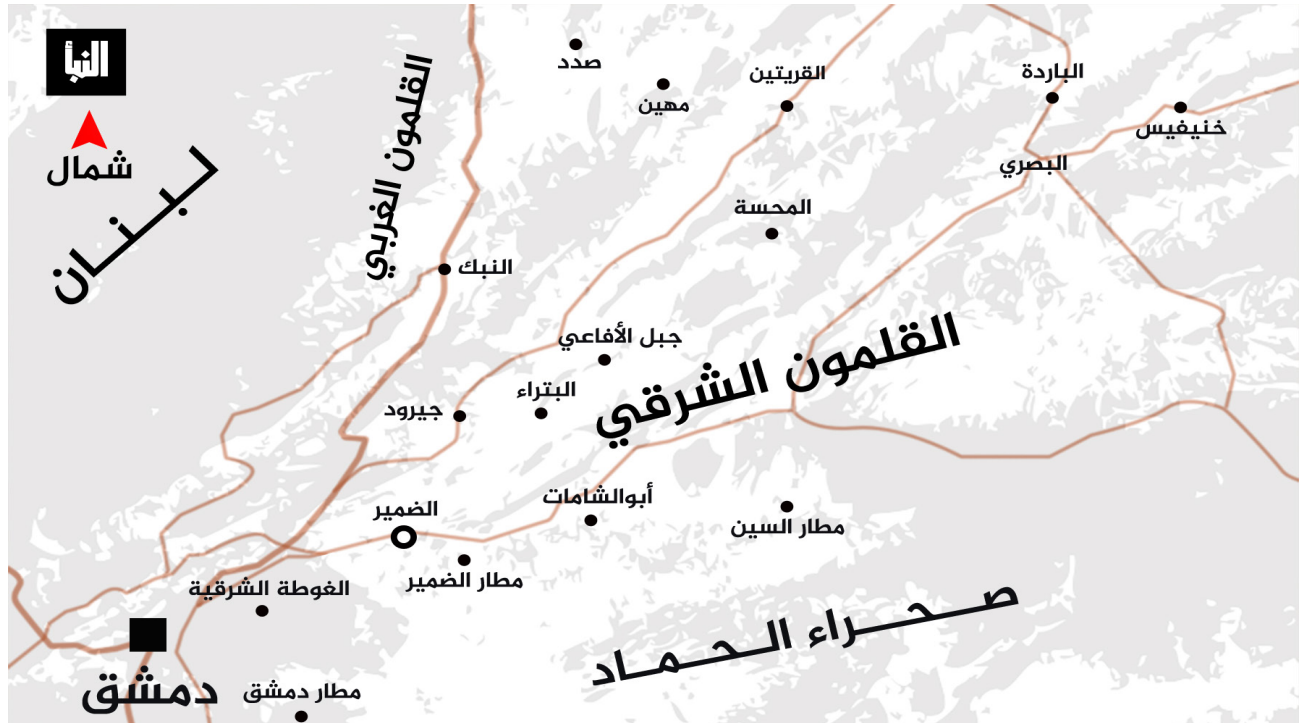 النبأ
شمال
لبنان
القلمون الغربي
صدد
مهين
القريتين
الباردة
خنيفيس
البصري
المحسة
النبك
جبل الأفاعي
القلمون الشرقي
البتراء
جيرود
أبوالشامات
الضمير
مطار السين
مطار الضمير
الغوطة الشرقية
صحراء الحماد
دمشق
مطار دمشق